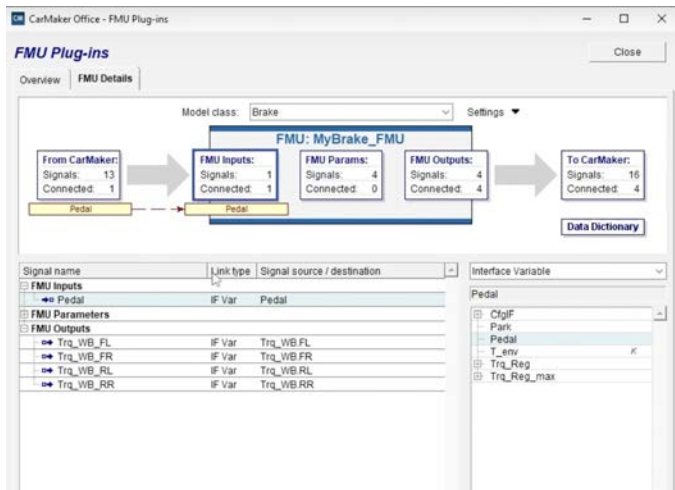 CM CarMaker Office - FMU Plug-ins
FMU Plug-ins
Close
Overview FMU Details
Model class: Brake Settings
FMU: MyBrake_FMU
From CarMaker:
Signals: 13
Connected: 1
FMU Inputs:
Signals: 1
Connected: 1
FMU Params:
Signals: 4
Connected: 0
FMU Outputs:
Signals: 4
Connected: 4
To CarMaker:
Signals: 16
Connected: 4
Pedal Pedal
Data Dictionary
Signal name Link type Signal source / destination
FMU Inputs
Pedal IF Var Pedal
FMU Parameters
FMU Outputs
Trq_WB_FL IF Var Trq_WB.FL
Trq_WB_FR IF Var Trq_WB.FR
Trq_WB_RL IF Var Trq_WB.RL
Trq_WB_RR IF Var Trq_WB.RR
Interface Variable
Pedal
CfgIF
Park
Pedal
T_env K
Trq_Reg
Trq_Reg_max